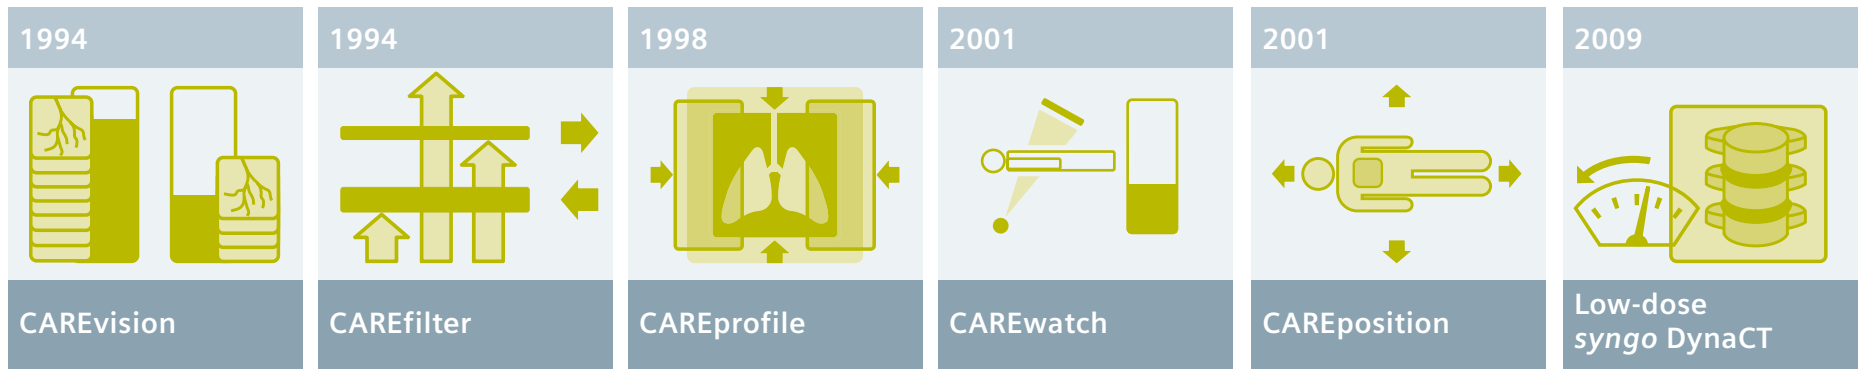 1994
CAREvision
1994
CAREfilter
1998
CAREprofile
2001
CAREwatch
2001
CAREposition
2009
Low-dose
syngo DynaCT